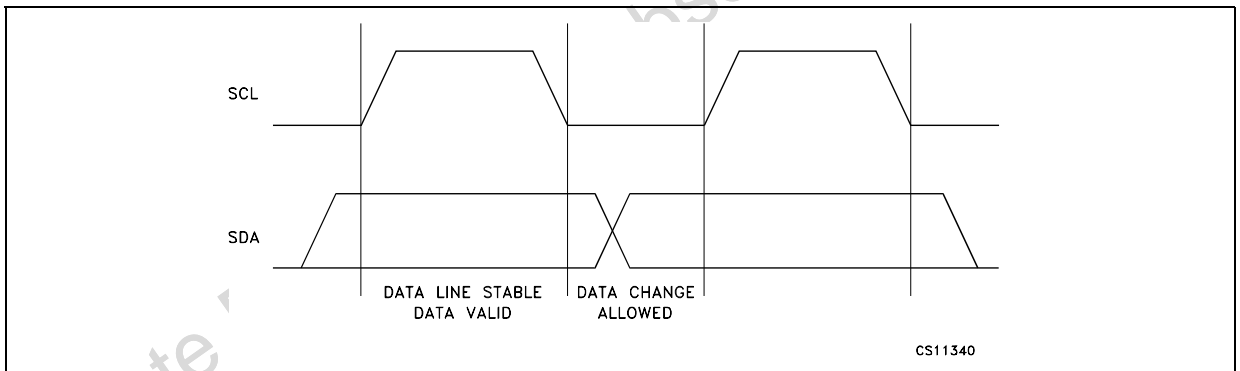 SCL
SDA
DATA LINE STABLE
DATA VALID
DATA CHANGE
ALLOWED
CS11340